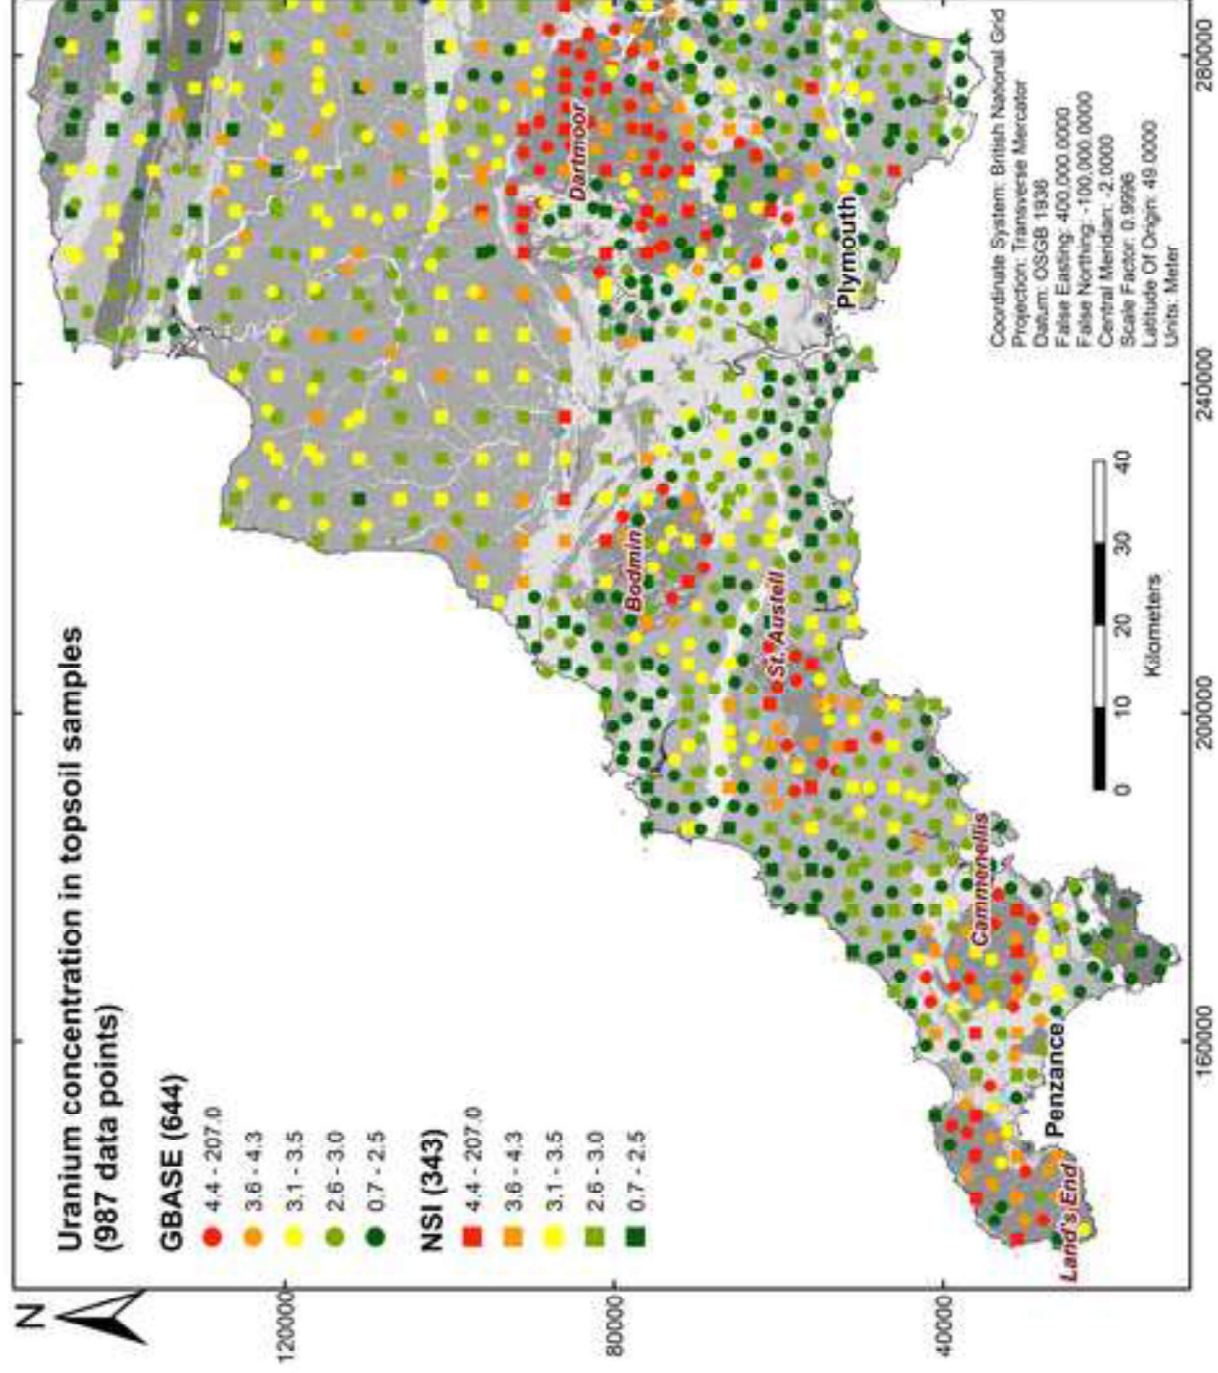 N
Uranium concentration in topsoil samples
(987 data points)
GBASE (644)
4.4 - 207.0
3.6 - 4.3
3.1 - 3.5
2.6 - 3.0
0.7 - 2.5
NSI (343)
4.4 - 207.0
3.6 - 4.3
3.1 - 3.5
2.6 - 3.0
0.7 - 2.5
120000
80000
40000
Dartmoor
Bodmin
St. Austell
Plymouth
Cammenellis
Penzance
Land's End
0 10 20 30 40
Kilometers
Coordinate System: British National Grid
Projection: Transverse Mercator
Datum: OSGB 1936
False Easting: 400,000.0000
False Northing: -100,000.0000
Central Meridian: -2.0000
Scale Factor: 0.9996
Latitude Of Origin: 49.0000
Units: Meter
160000
200000
240000
280000